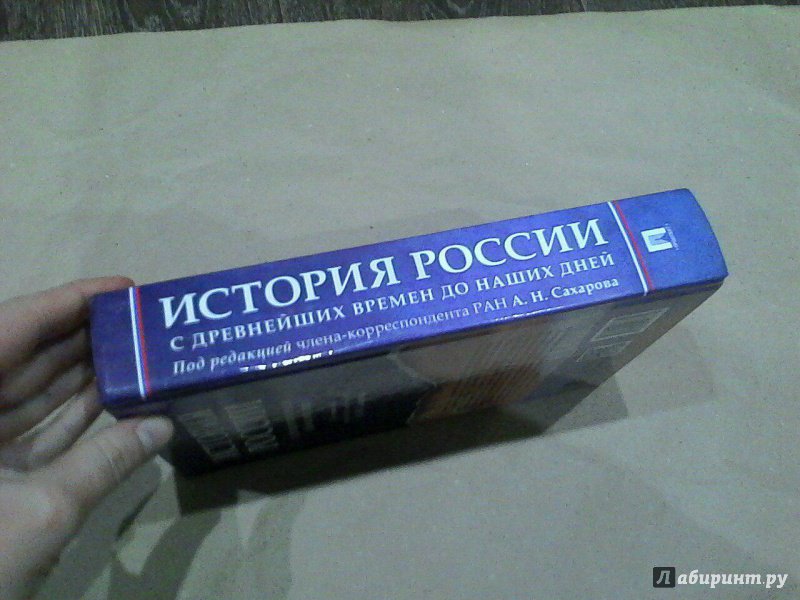 ИСТОРИЯ РОССИИ
С ДРЕВНЕЙШИХ ВРЕМЕН ДО НАШИХ ДНЕЙ
Под редакцией члена-корреспондента РАН А. Н. Сахарова
Лабиринт.ру